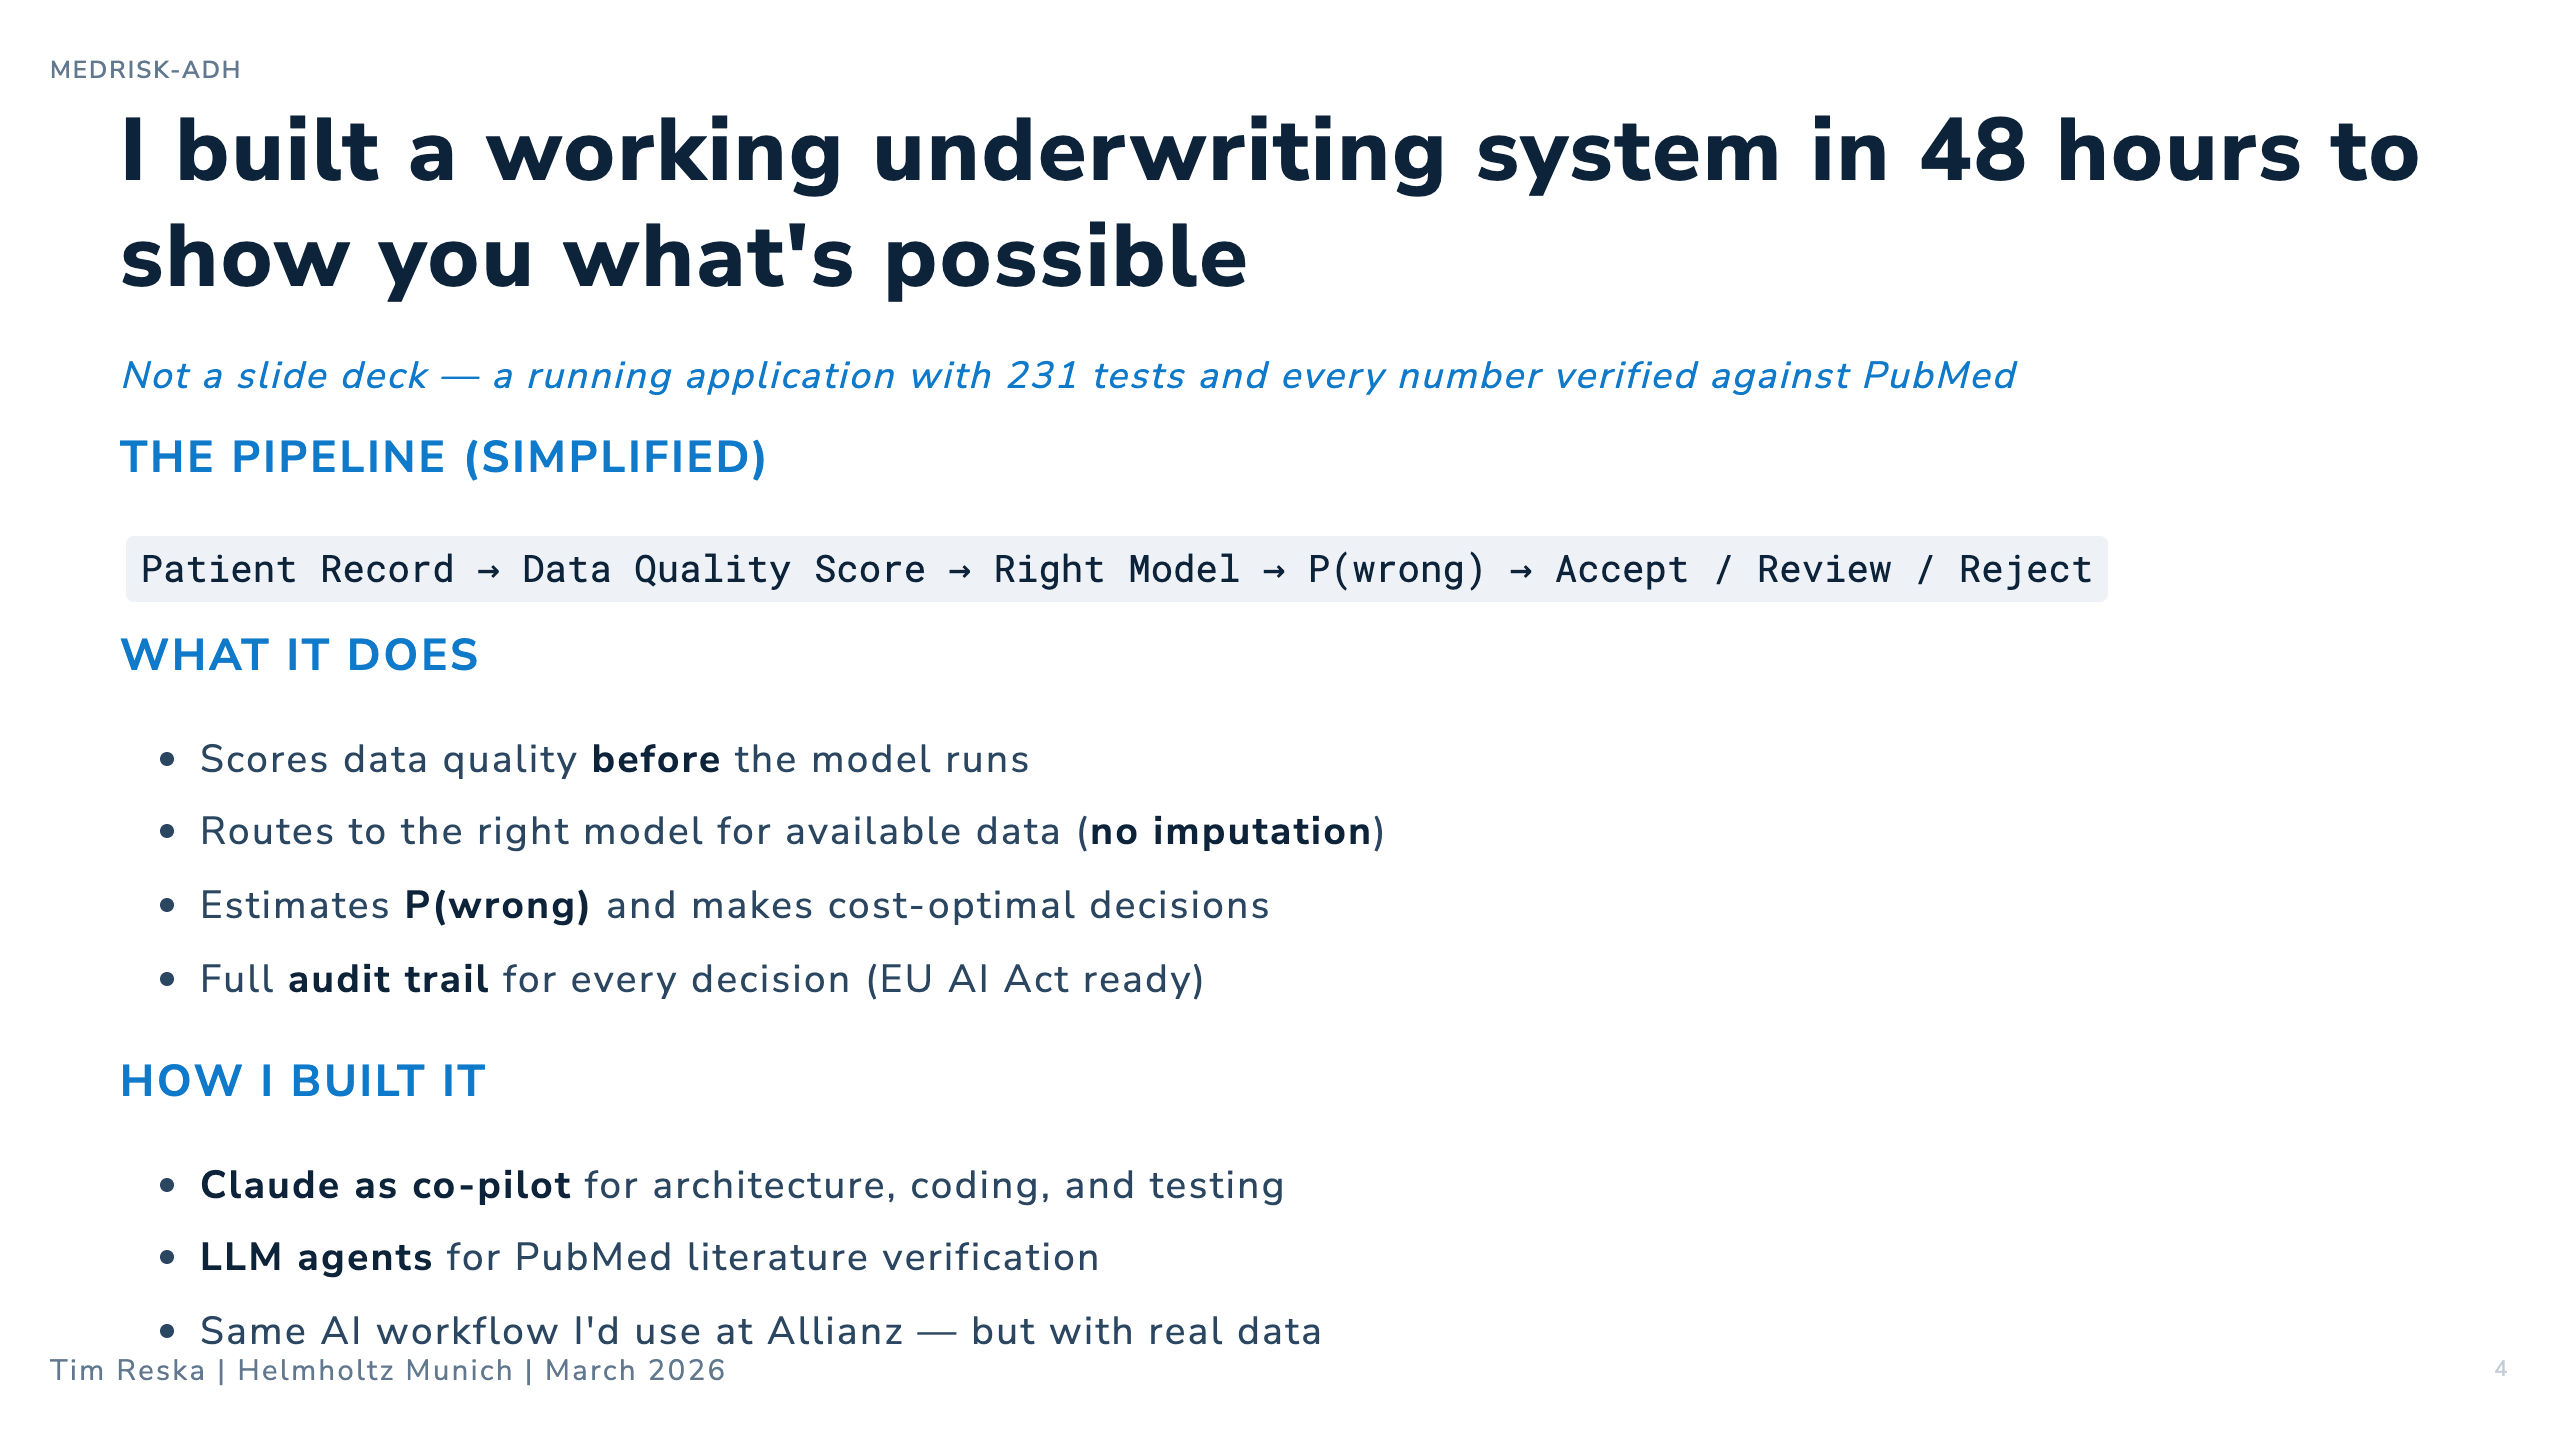 MEDRISK-ADH
I built a working underwriting system in 48 hours to
show you what's possible
Not a slide deck — a running application with 231 tests and every number verified against PubMed
THE PIPELINE (SIMPLIFIED)
Patient Record → Data Quality Score → Right Model → P(wrong) → Accept / Review / Reject
WHAT IT DOES
• Scores data quality before the model runs
• Routes to the right model for available data (no imputation)
• Estimates P(wrong) and makes cost-optimal decisions
• Full audit trail for every decision (EU AI Act ready)
HOW I BUILT IT
• Claude as co-pilot for architecture, coding, and testing
• LLM agents for PubMed literature verification
• Same AI workflow I'd use at Allianz — but with real data
Tim Reska | Helmholtz Munich | March 2026
4